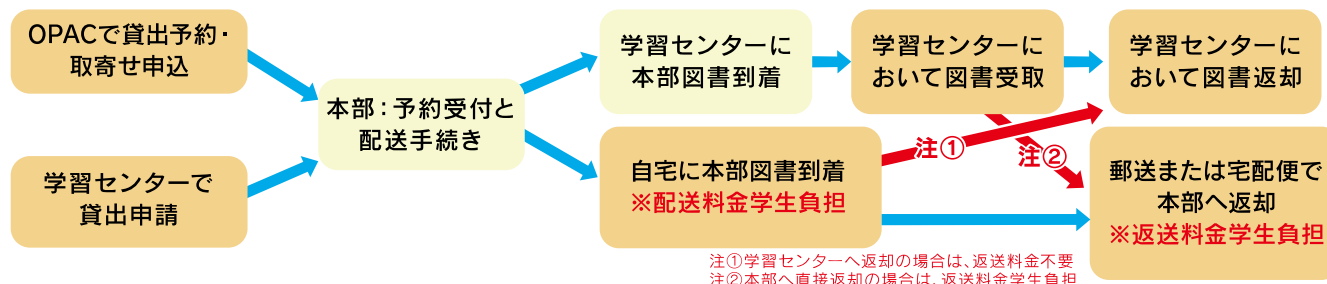 OPACで貸出予約・
取寄せ申込
学習センターで
貸出申請
本部：予約受付と
配送手続き
学習センターに
本部図書到着
学習センターに
おいて図書受取
学習センターに
おいて図書返却
自宅に本部図書到着
※配送料金学生負担
注①
注②
郵送または宅配便で
本部へ返却
※返送料金学生負担
注①学習センターへ返却の場合は、返送料金不要
注②本部へ直接返却の場合は、返送料金学生負担